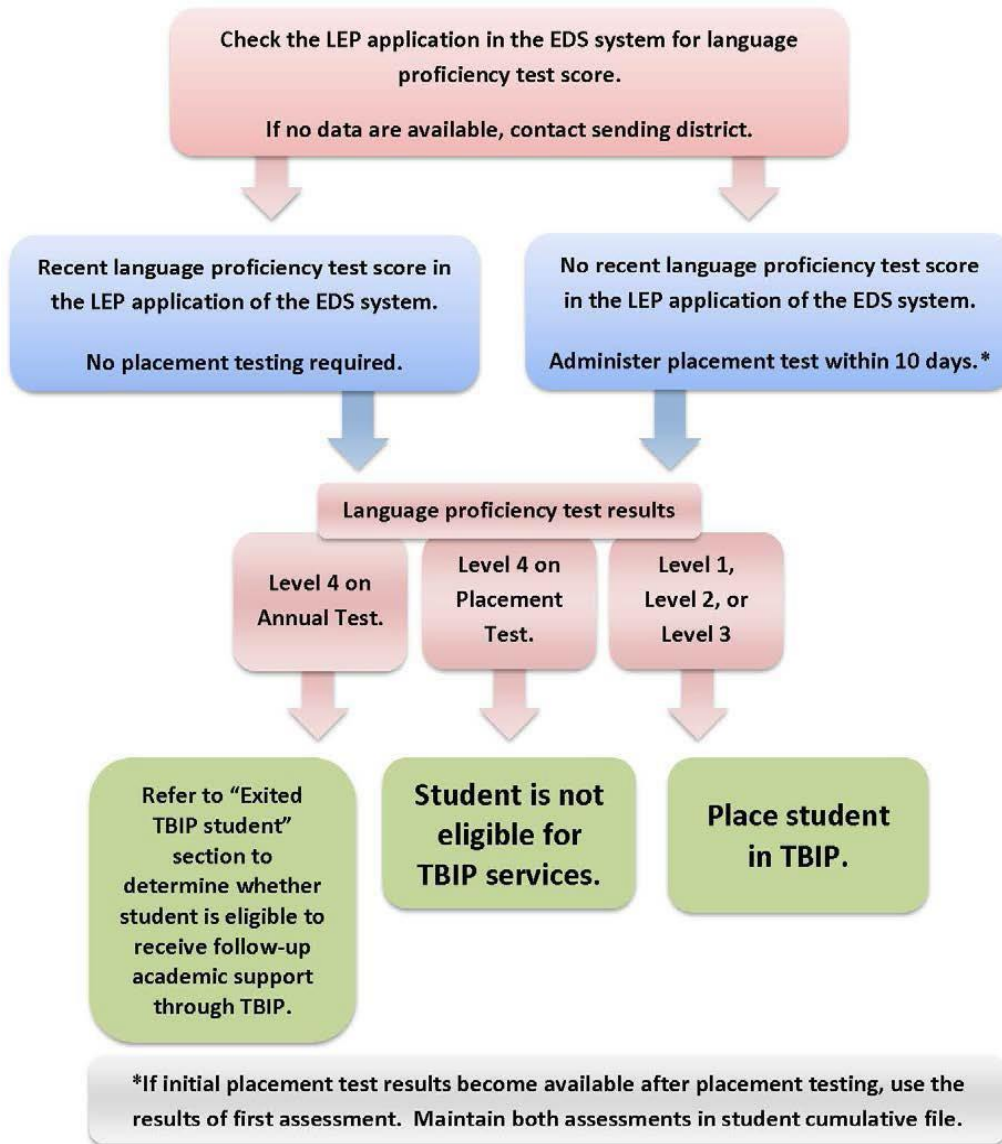 Check the LEP application in the EDS system for language
proficiency test score.
If no data are available, contact sending district.
Recent language proficiency test score in
the LEP application of the EDS system.
No placement testing required.
No recent language proficiency test score
in the LEP application of the EDS system.
Administer placement test within 10 days.*
Language proficiency test results
Level 4 on
Annual Test.
Level 4 on
Placement
Test.
Level 1,
Level 2, or
Level 3
Refer to “Exited
TBIP student”
section to
determine whether
student is eligible to
receive follow-up
academic support
through TBIP.
Student is not
eligible for
TBIP services.
Place student
in TBIP.
*If initial placement test results become available after placement testing, use the
results of first assessment.  Maintain both assessments in student cumulative file.